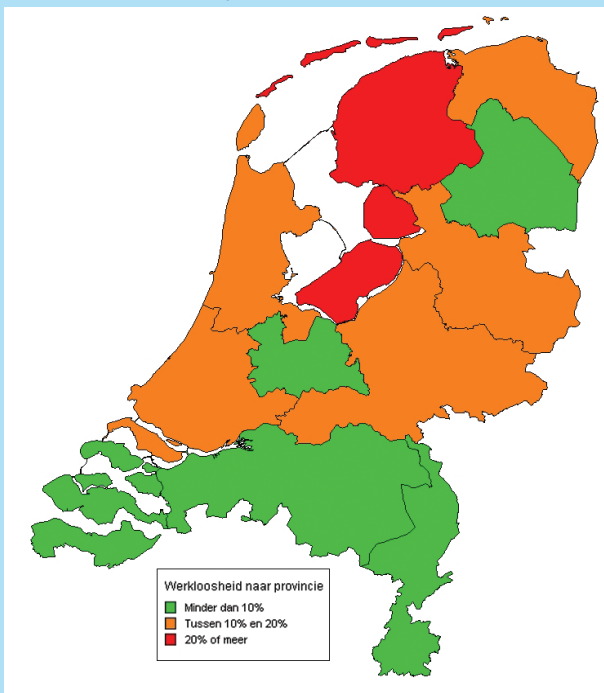 Werkloosheid naar provincie
Minder dan 10%
Tussen 10% en 20%
20% of meer